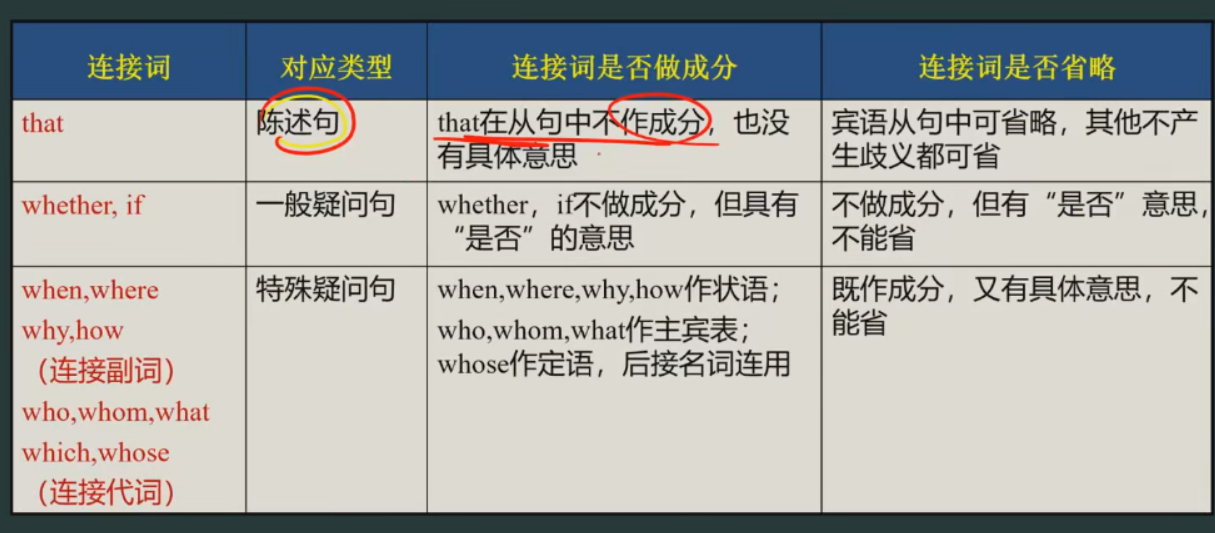 连接词 对应类型 连接词是否做成分 连接词是否省略
that 陈述句 that在从句中不作成分，也没 宾语从句中可省略，其他不产
有具体意思 生歧义都可省
whether, if 一般疑问句 whether，if不做成分，但具有 不做成分，但有“是否”意思，
“是否”的意思 不能省
when,where 特殊疑问句 when,where,why,how作状语； 既作成分，又有具体意思，不
能省
why,how who,whom,what作主宾表；
（连接副词） whose作定语，后接名词连用
who,whom,what
which,whose
（连接代词）